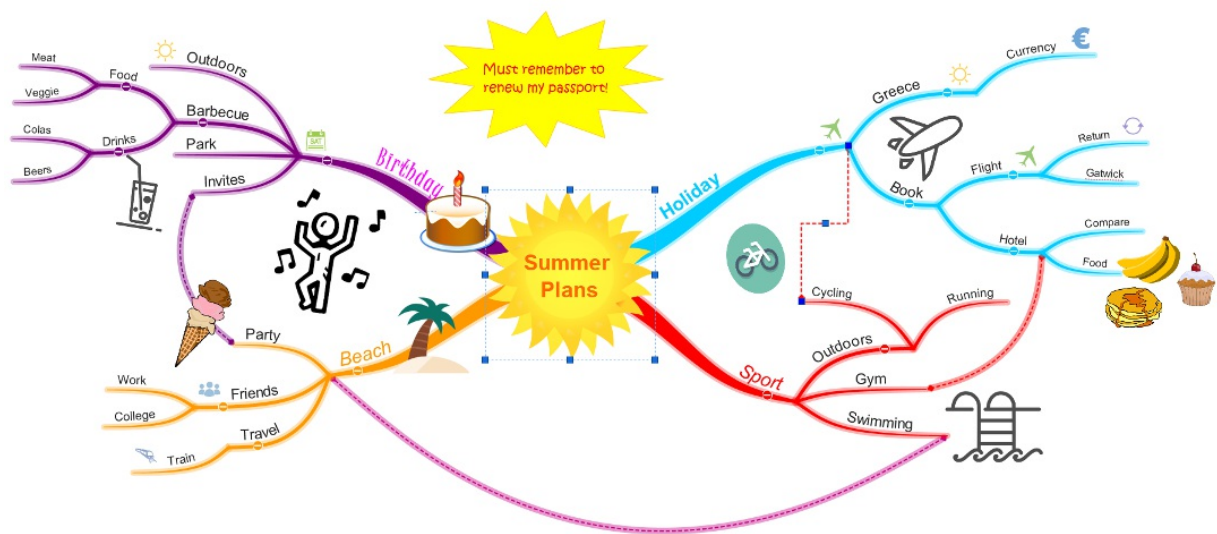 Must remember to
renew my passport!
Summer
Plans
Birthday
Outdoors
Barbecue
Food
Meat
Veggie
Drinks
Colas
Beers
Park
Invites
SAT
Holiday
Greece
Currency
€
Book
Flight
Return
Gatwick
Hotel
Compare
Food
Beach
Party
Friends
Work
College
Travel
Train
Sport
Outdoors
Cycling
Running
Gym
Swimming